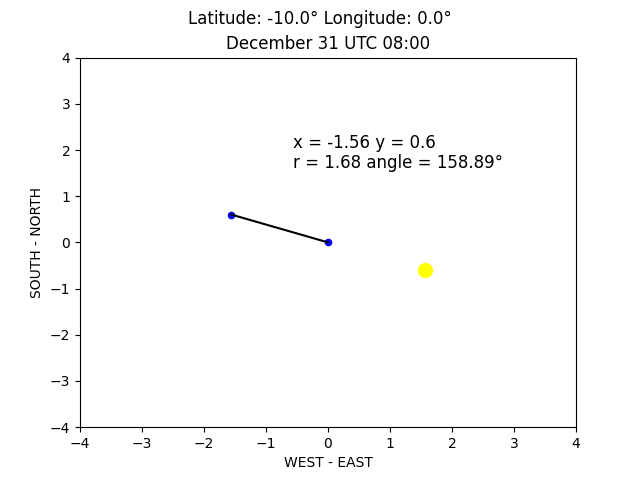 Latitude: -10.0° Longitude: 0.0°
December 31 UTC 08:00
x = -1.56 y = 0.6
r = 1.68 angle = 158.89°
SOUTH - NORTH
4
3
2
1
0
−1
−2
−3
−4
−4 −3 −2 −1 0 1 2 3 4
WEST - EAST